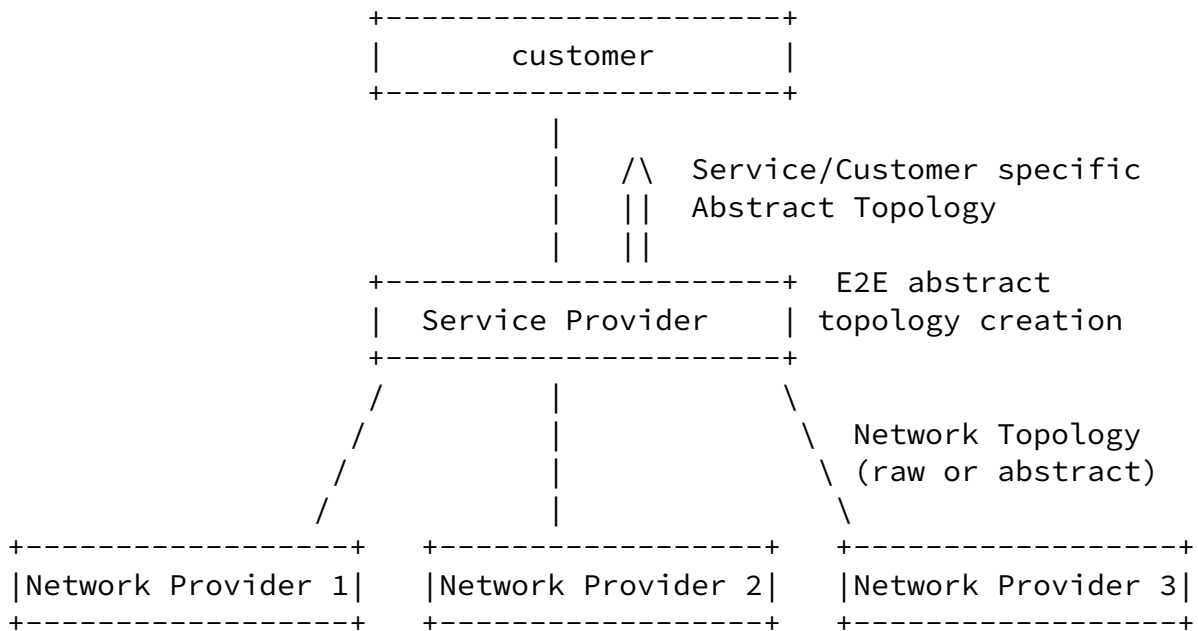 customer
Service/Customer specific
Abstract Topology
E2E abstract
Service Provider topology creation
Network Topology
(raw or abstract)
Network Provider 1 Network Provider 2 Network Provider 3